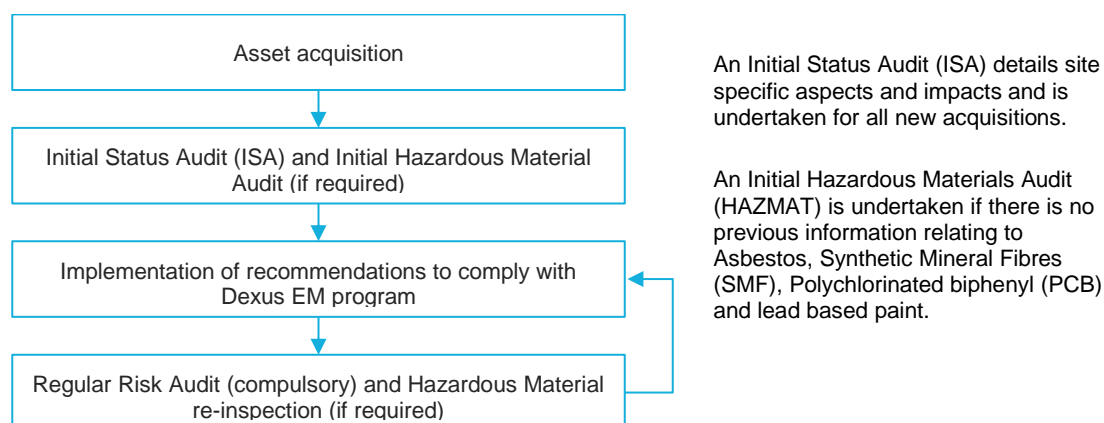 Asset acquisition
Initial Status Audit (ISA) and Initial Hazardous Material
Audit (if required)
Implementation of recommendations to comply with
Dexus EM program
Regular Risk Audit (compulsory) and Hazardous Material
re-inspection (if required)
An Initial Status Audit (ISA) details site
specific aspects and impacts and is
undertaken for all new acquisitions.
An Initial Hazardous Materials Audit
(HAZMAT) is undertaken if there is no
previous information relating to
Asbestos, Synthetic Mineral Fibres
(SMF), Polychlorinated biphenyl (PCB)
and lead based paint.